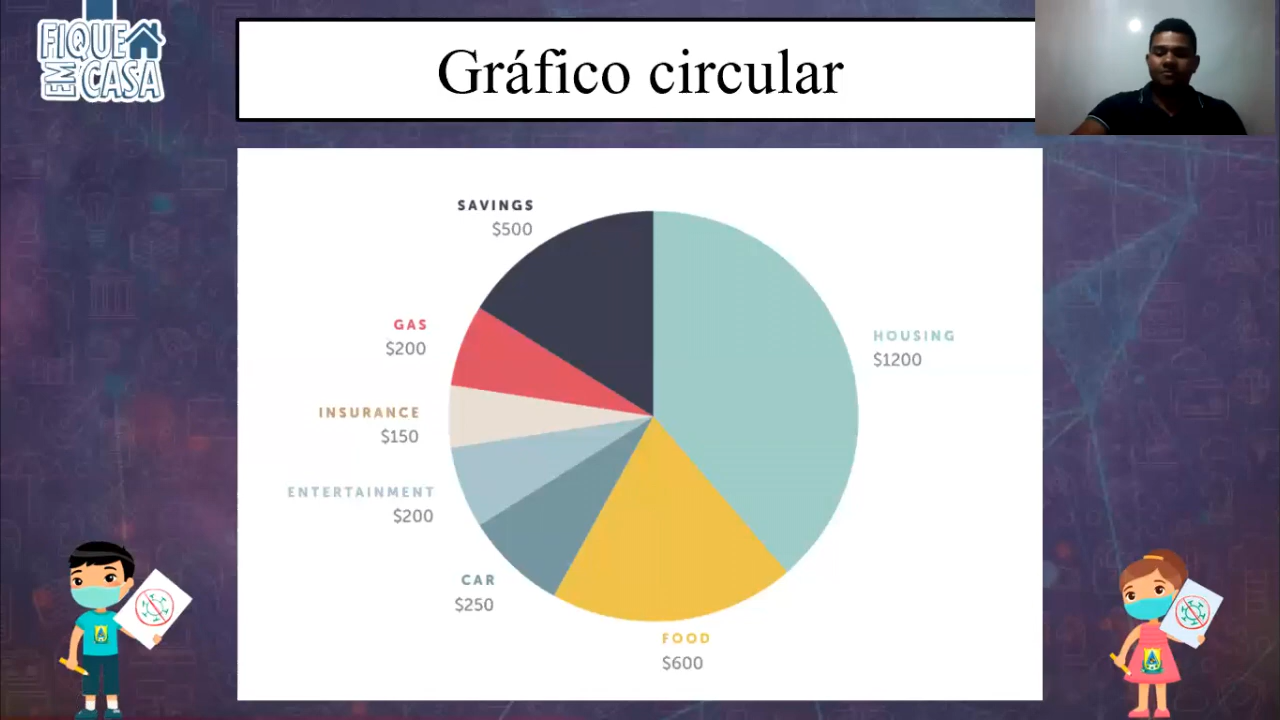 FIQUE
EM CASA
Gráfico circular
SAVINGS
$500
GAS
$200
HOUSING
$1200
INSURANCE
$150
ENTERTAINMENT
$200
CAR
$250
FOOD
$600